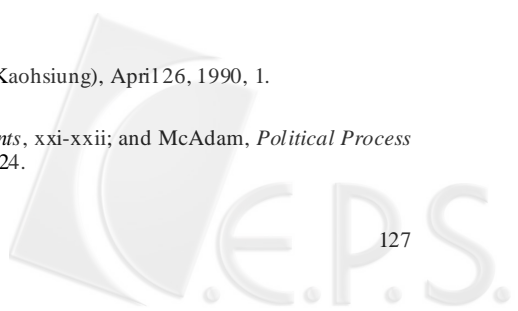 Kaohsiung), April 26, 1990, 1.
nts, xxi-xxii; and McAdam, Political Process
24.
127
C.E.P.S.